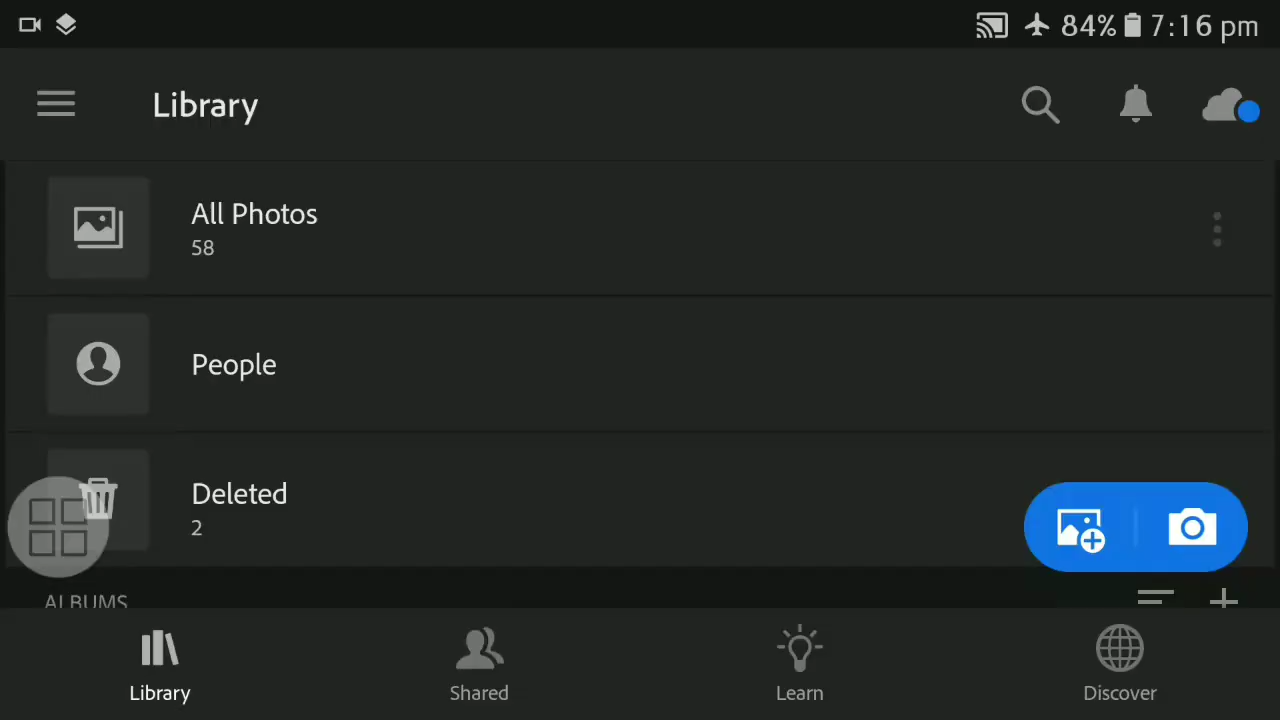 84% 7:16 pm
Library
All Photos
58
People
Deleted
2
ALBUMS
Library Shared Learn Discover